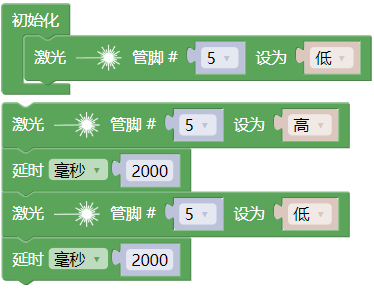 初始化
激光 管脚 # 5 设为 低
激光 管脚 # 5 设为 高
延时 毫秒 2000
激光 管脚 # 5 设为 低
延时 毫秒 2000